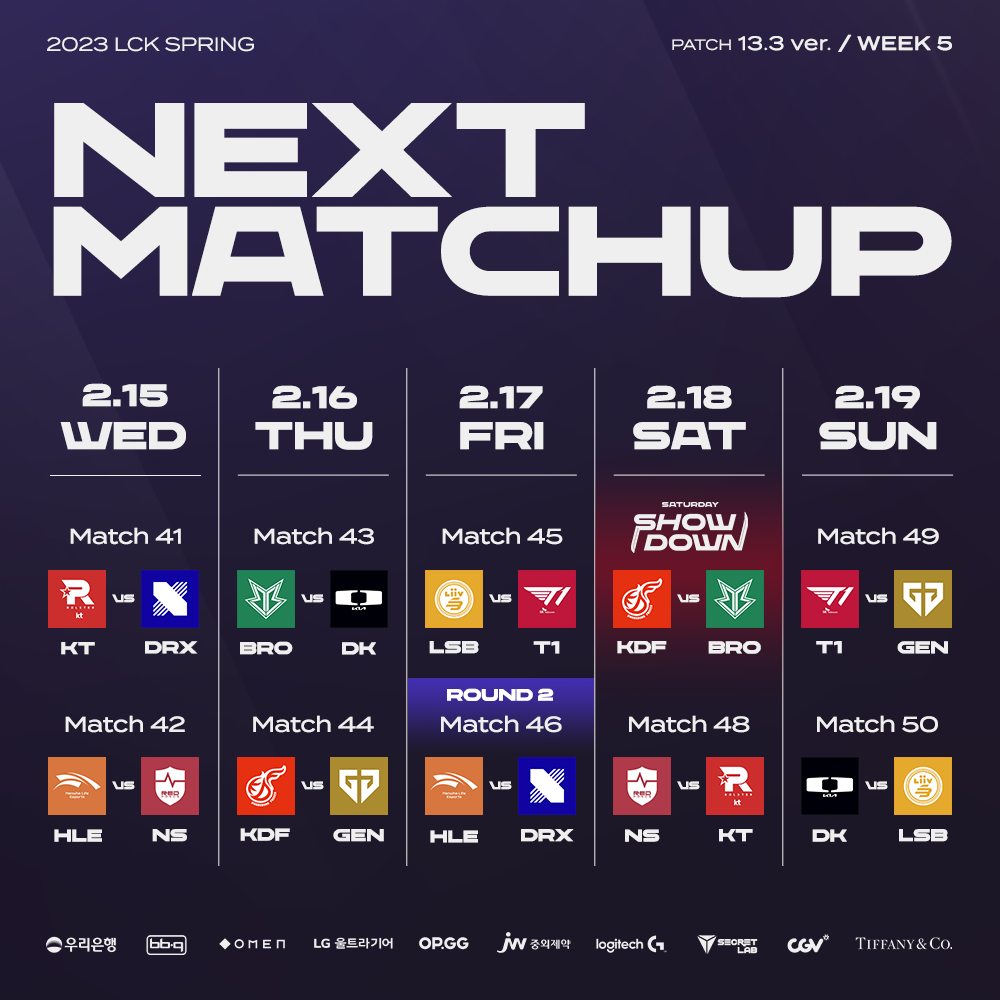 2023 LCK SPRING
PATCH 13.3 ver. / WEEK 5
NEXT
MATCHUP
2.15
WED
Match 41
KT vs DRX
Match 42
HLE vs NS
2.16
THU
Match 43
BRO vs DK
Match 44
KDF vs GEN
2.17
FRI
Match 45
LSB vs T1
ROUND 2
Match 46
HLE vs DRX
2.18
SAT
SATURDAY
SHOW
DOWN
KDF vs BRO
Match 48
NS vs KT
2.19
SUN
Match 49
T1 vs GEN
Match 50
DK vs LSB
우리은행 bb.q OMEN LG 울트라기어 OP.GG JW 중외제약 logitech G SECRET LAB CGV TIFFANY & CO.